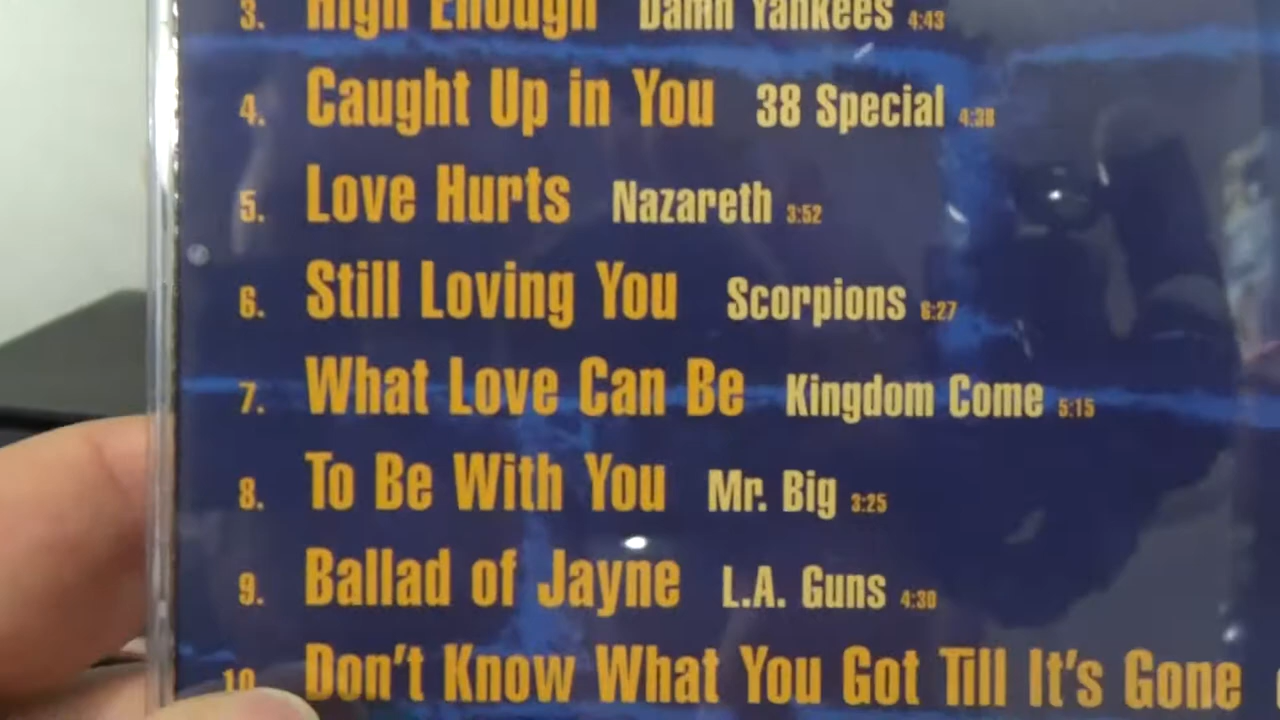 3. High Enough Damn Yankees 4:43
4. Caught Up in You 38 Special 4:38
5. Love Hurts Nazareth 3:52
6. Still Loving You Scorpions 6:27
7. What Love Can Be Kingdom Come 5:15
8. To Be With You Mr. Big 3:25
9. Ballad of Jayne L.A. Guns 4:30
10. Don't Know What You Got Till It's Gone